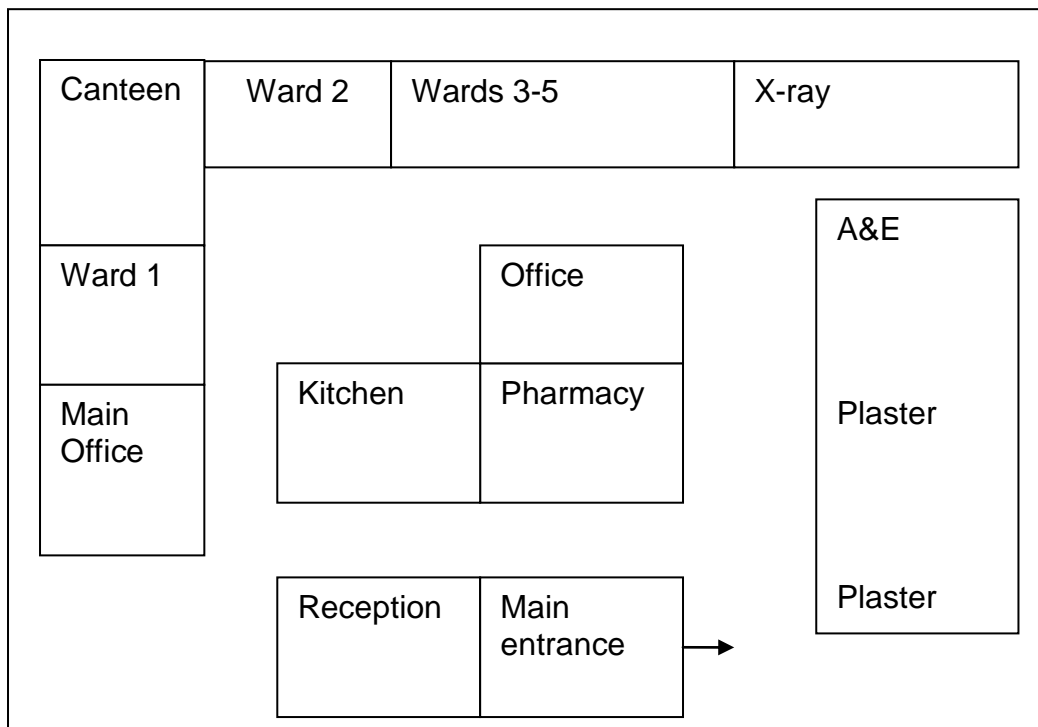 Canteen
Ward 2
Wards 3-5
X-ray
A&E
Ward 1
Office
Kitchen
Pharmacy
Main
Office
Plaster
Reception
Main
entrance
Plaster